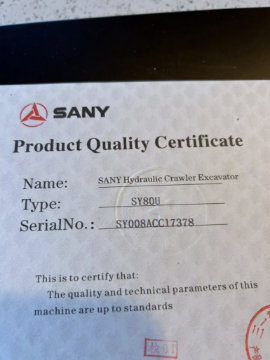 SANY
Product Quality Certificate
Name: SANY Hydraulic Crawler Excavator
Type: SY80U
SerialNo.: SY008ACC17378
This is to certify that:
The quality and technical parameters of this
machine are up to standards